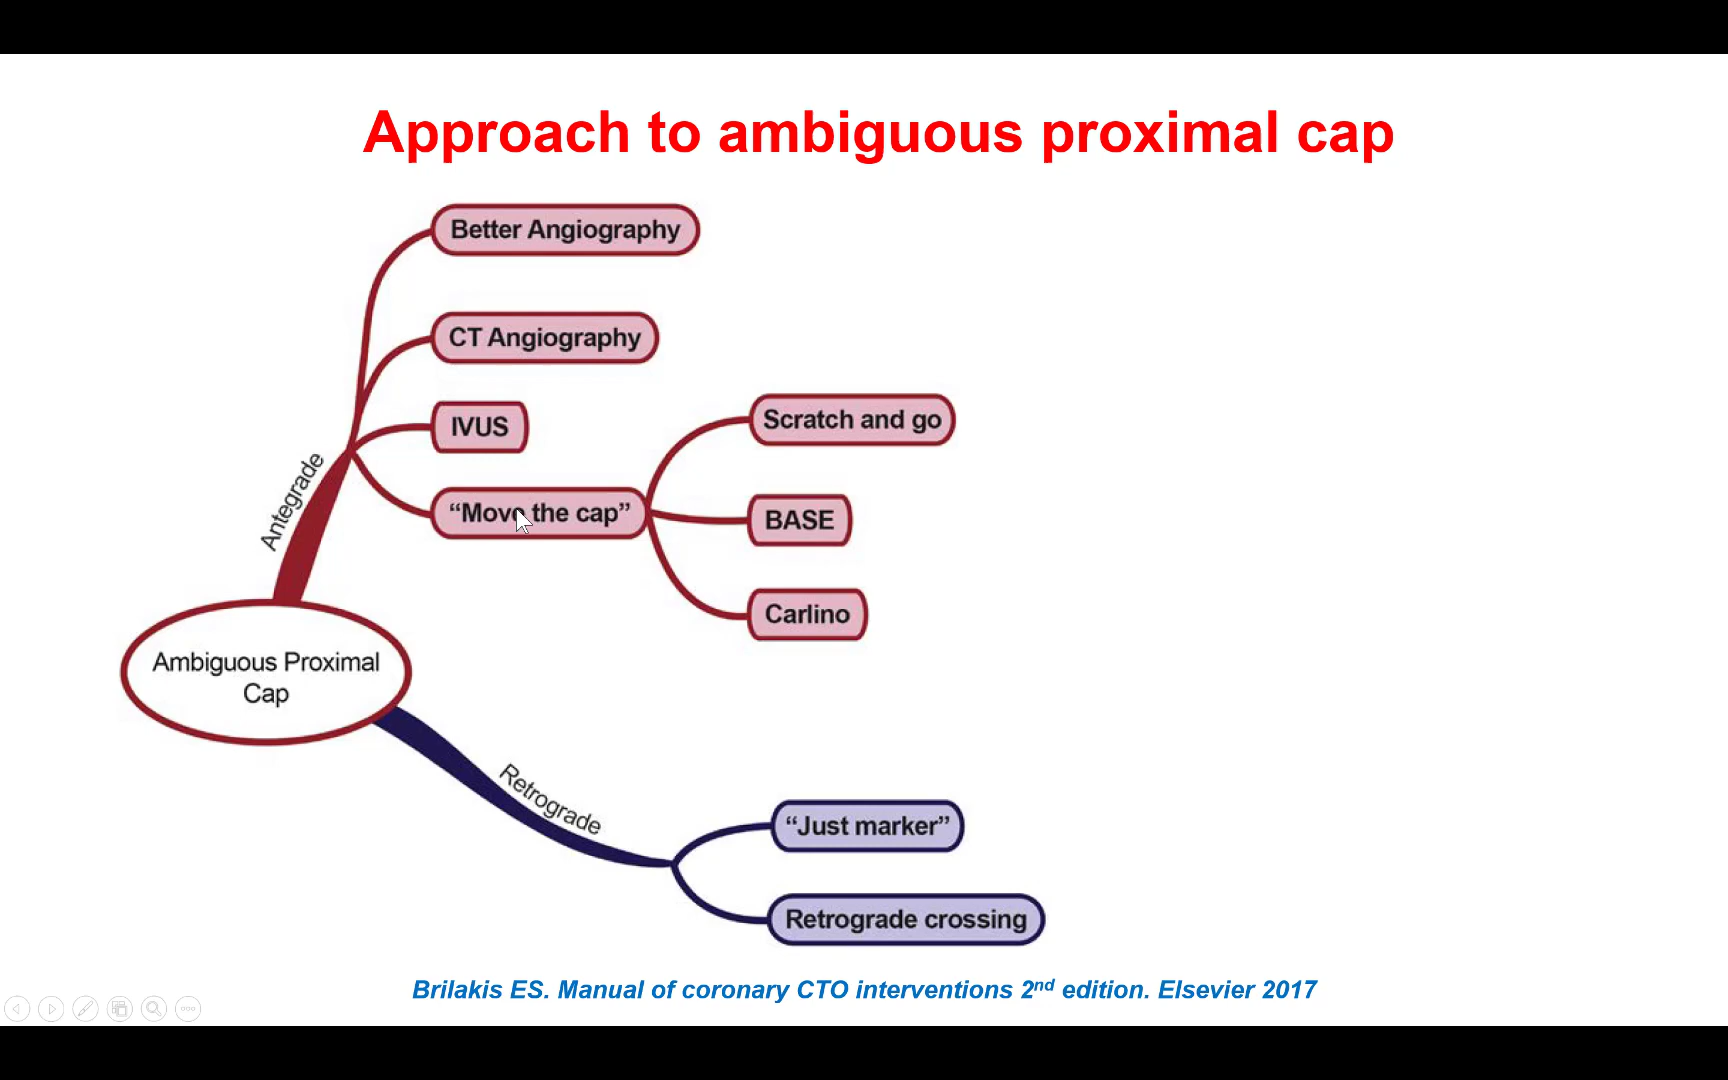 Approach to ambiguous proximal cap
Better Angiography
CT Angiography
IVUS
“Move the cap”
Scratch and go
BASE
Carlino
Antegrade
Ambiguous Proximal
Cap
Retrograde
“Just marker”
Retrograde crossing
Brilakis ES. Manual of coronary CTO interventions 2nd edition. Elsevier 2017